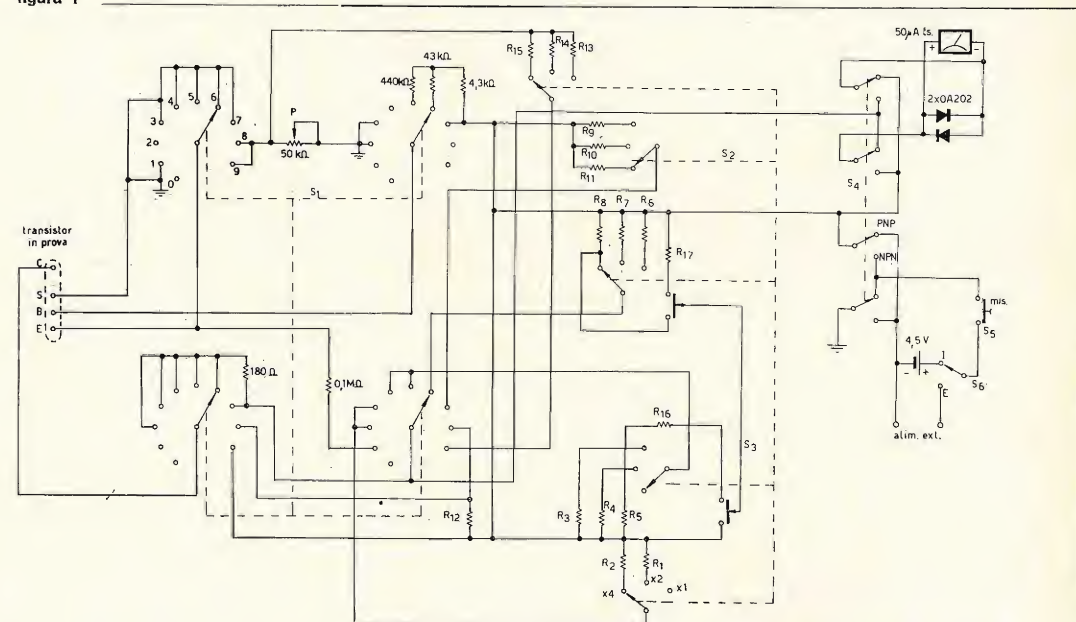 figura 1
50µA fs.
+
-
2x0A202
43kΩ
440kΩ
4,3kΩ
R15
R14
R13
4
5
6
3
7
2
8
1
9
0
P
50 kΩ
S1
R9
R10
R11
S2
S4
PNP
NPN
R8
R7
R6
R17
transistor
in prova
C
S
B
E
mis.
S5
4,5V
-
+
I
S6
E
alim. ext.
180 Ω
0,1MΩ
R16
S3
R12
R3
R4
R5
R2
R1
x2
x4
x1